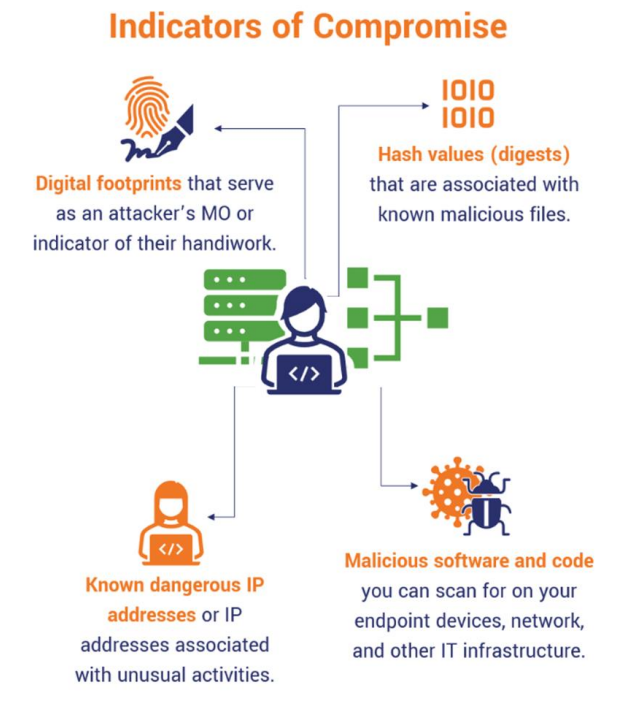 Indicators of Compromise
Digital footprints that serve
as an attacker's MO or
indicator of their handiwork.
1010
1010
Hash values (digests)
that are associated with
known malicious files.
</>
</>
Known dangerous IP
addresses or IP
addresses associated
with unusual activities.
Malicious software and code
you can scan for on your
endpoint devices, network,
and other IT infrastructure.